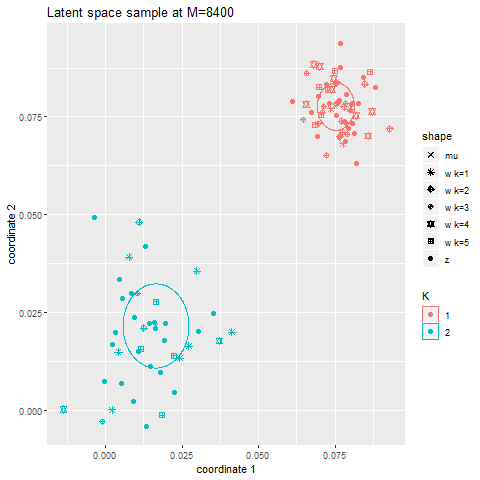 Latent space sample at M=8400
coordinate 2
0.075
0.050
0.025
0.000
0.000
0.025
0.050
0.075
coordinate 1
shape
mu
w k=1
w k=2
w k=3
w k=4
w k=5
z
K
1
2